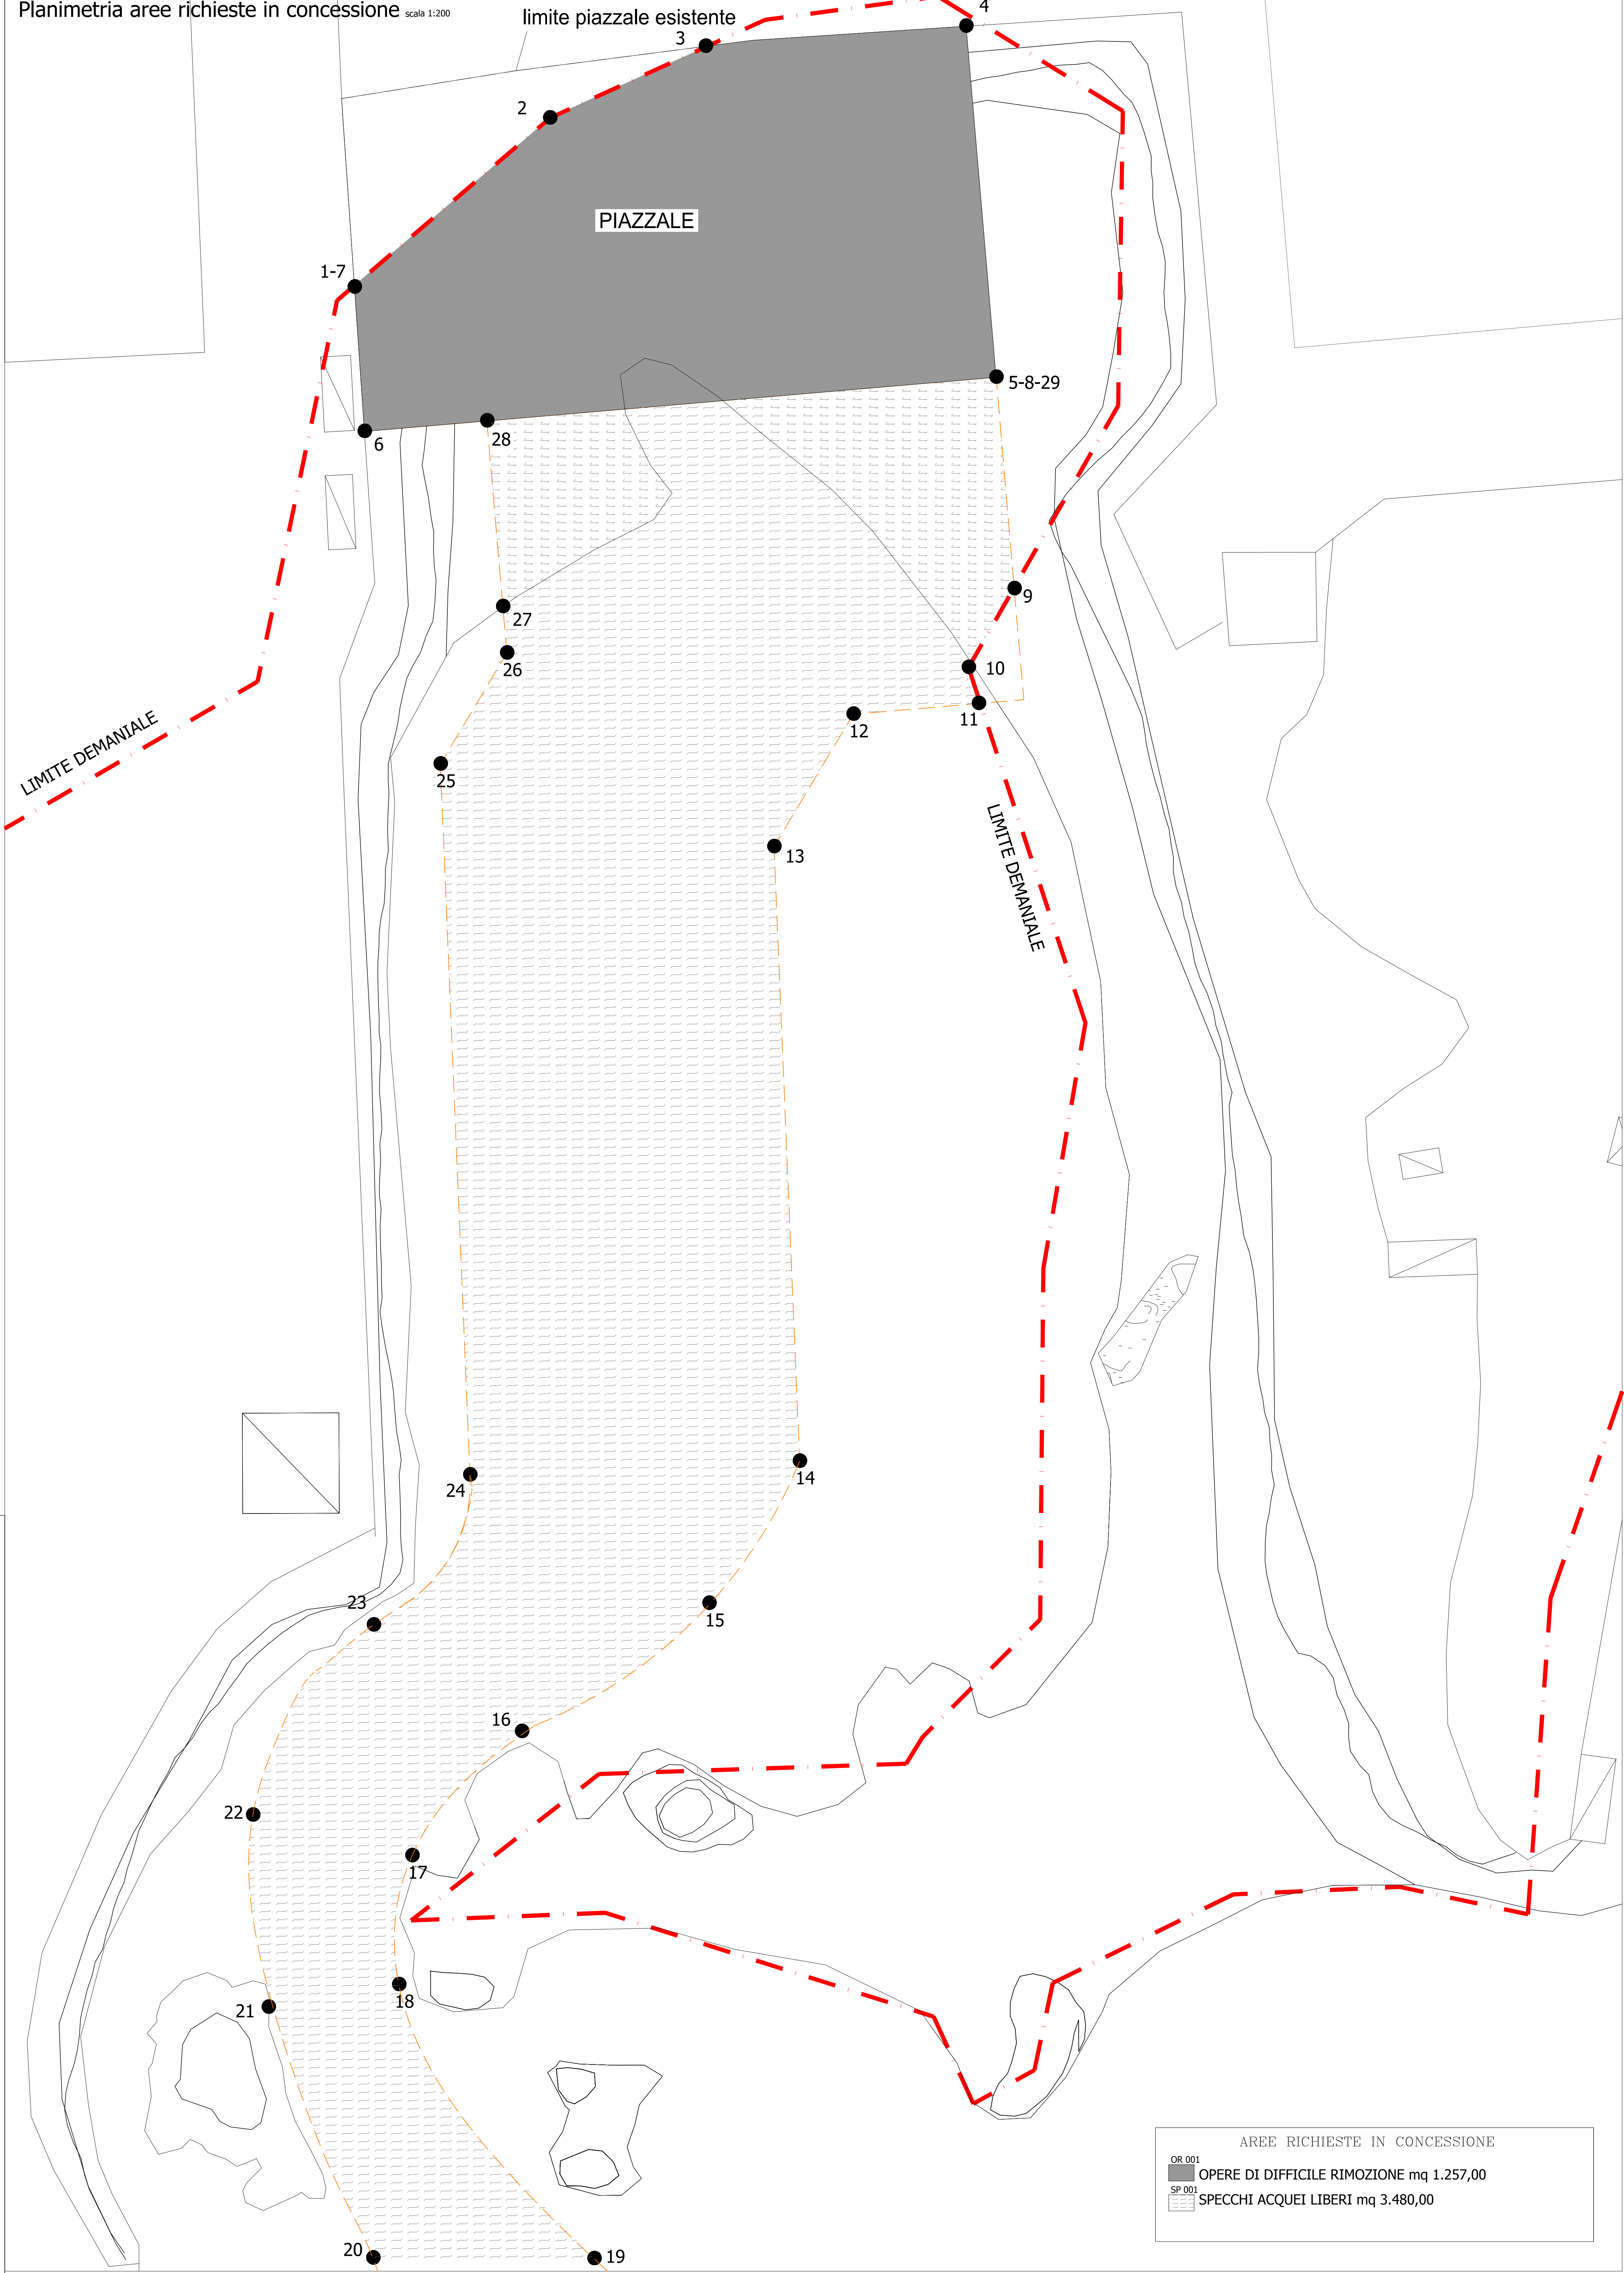 Planimetria aree richieste in concessione scala 1:200
limite piazzale esistente
4
3
2
PIAZZALE
1-7
5-8-29
6
28
9
27
26
10
11
12
LIMITE DEMANIALE
25
LIMITE DEMANIALE
13
14
24
23
15
16
22
17
18
21
20
19
AREE RICHIESTE IN CONCESSIONE
OR 001
OPERE DI DIFFICILE RIMOZIONE mq 1.257,00
SP 001
SPECCHI ACQUEI LIBERI mq 3.480,00